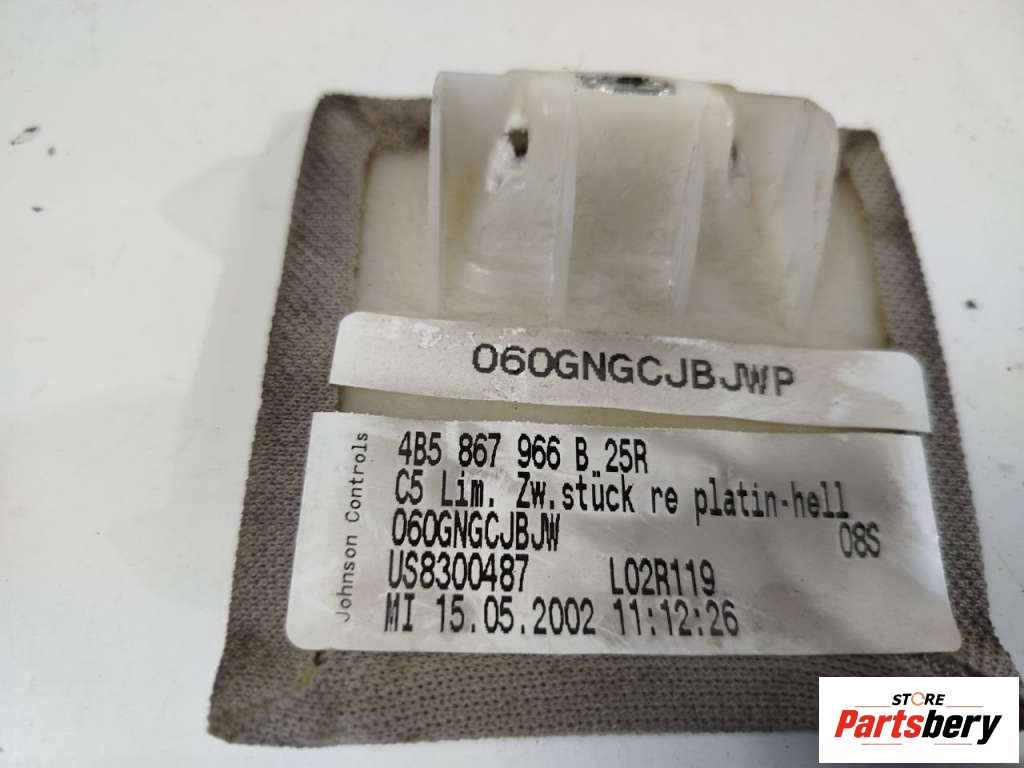 060GNGCJBJWP
Johnson Controls
4B5 867 966 B 25R
C5 Lim. Zw.stück re platin-hell
060GNGCJBJW 08S
US8300487 L02R119
MI 15.05.2002 11:12:26
STORE
Partsbery